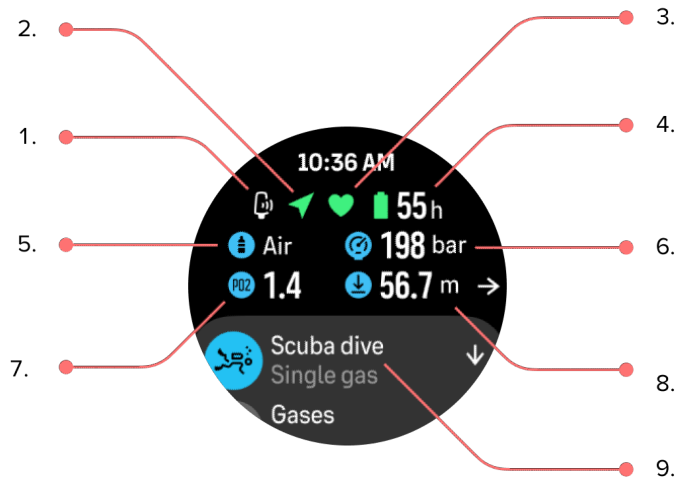 2.
3.
1.
4.
10:36 AM
55 h
5.
Air
198 bar
6.
PO2 1.4
56.7 m
7.
Scuba dive
Single gas
8.
Gases
9.